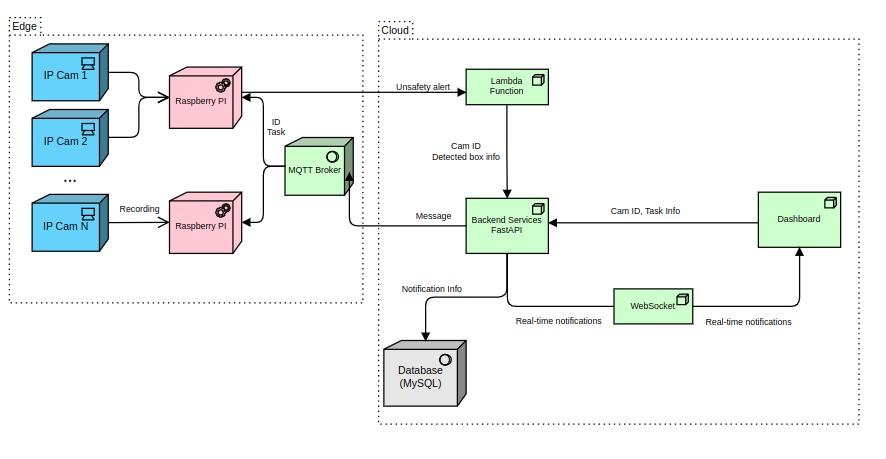 Edge
Cloud
IP Cam 1
Raspberry PI
Unsafety alert
Lambda
Function
IP Cam 2
ID
Task
Cam ID
Detected box info
MQTT Broker
...
Recording
IP Cam N
Raspberry PI
Message
Backend Services
FastAPI
Cam ID, Task Info
Dashboard
Notification Info
WebSocket
Real-time notifications
Real-time notifications
Database
(MySQL)